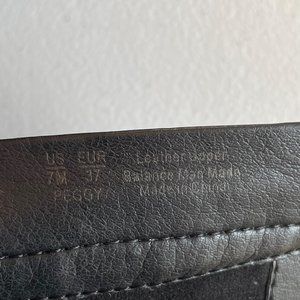 US EUR Leather Upper
7M 37 Balance Man Made
PEGGY Made in China